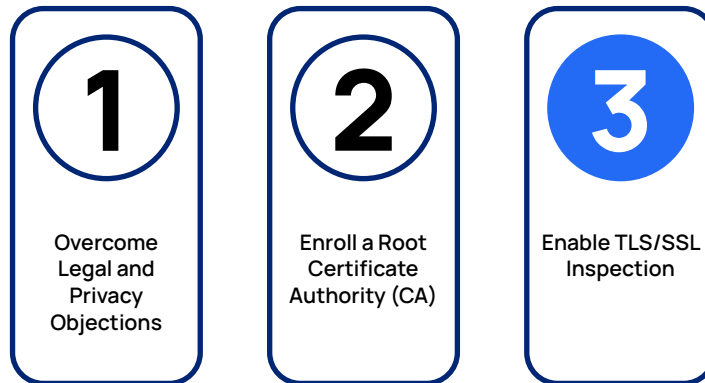 1
Overcome
Legal and
Privacy
Objections
2
Enroll a Root
Certificate
Authority (CA)
3
Enable TLS/SSL
Inspection